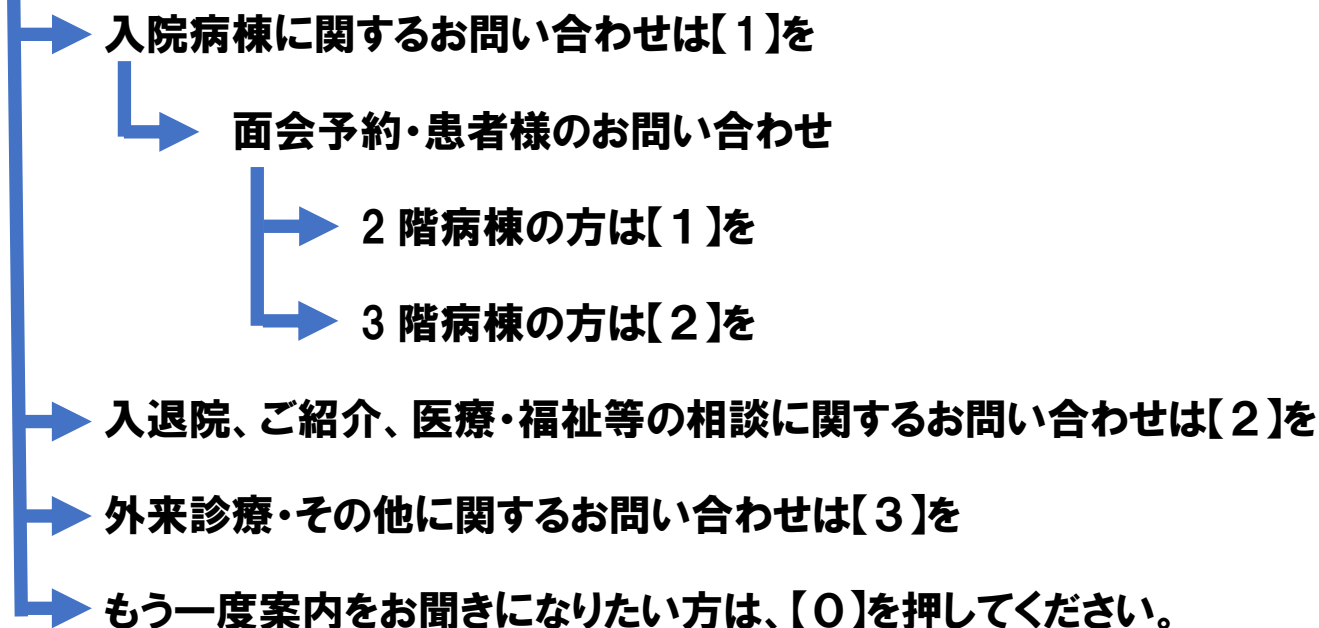 入院病棟に関するお問い合わせは【1】を
面会予約・患者様のお問い合わせ
2 階病棟の方は【１】を
3 階病棟の方は【２】を
入退院、ご紹介、医療・福祉等の相談に関するお問い合わせは【２】を
外来診療・その他に関するお問い合わせは【３】を
もう一度案内をお聞きになりたい方は、【０】を押してください。